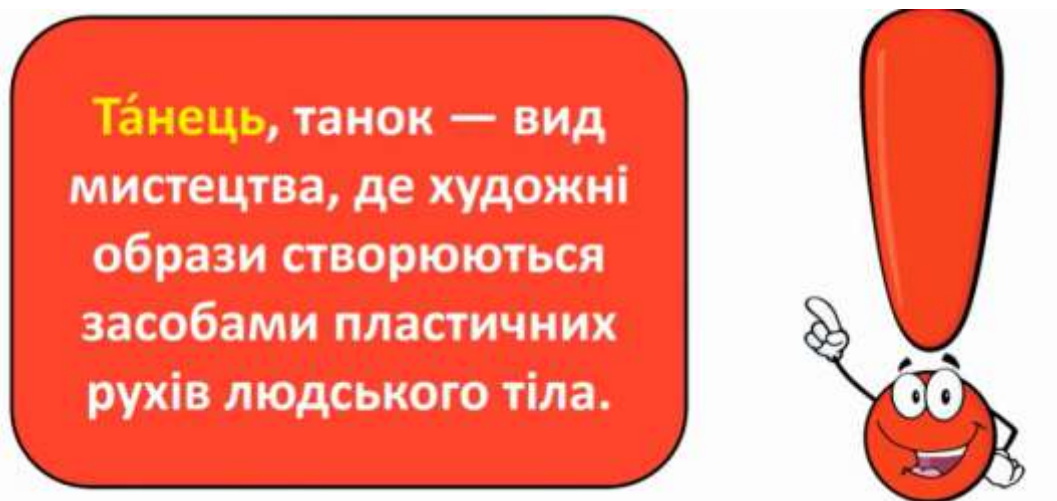 Та́нець, танок — вид
мистецтва, де художні
образи створюються
засобами пластичних
рухів людського тіла.